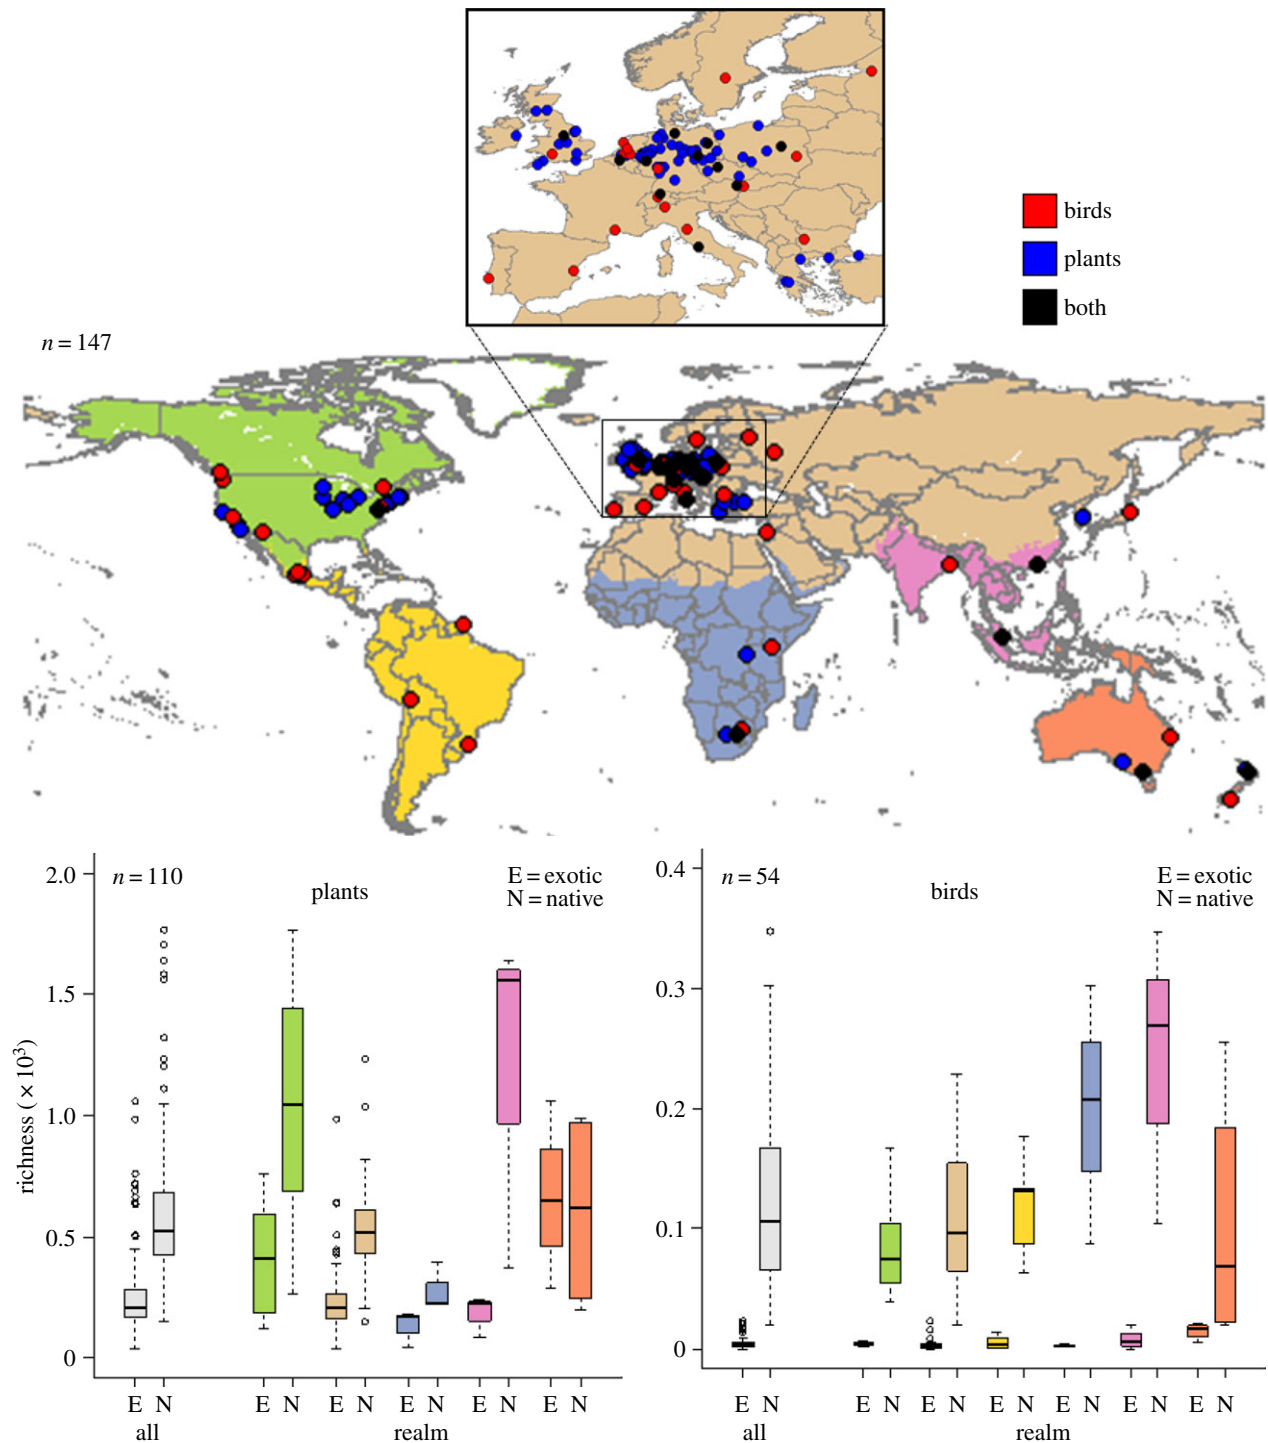 birds
plants
both
n = 147
2.0
1.5
1.0
0.5
0
richness (× 10³)
n = 110
plants
E = exotic
N = native
E N E N E N E N E N E N
all realm
0.4
0.3
0.2
0.1
0
n = 54
birds
E = exotic
N = native
E N E N E N E N E N E N E N
all realm